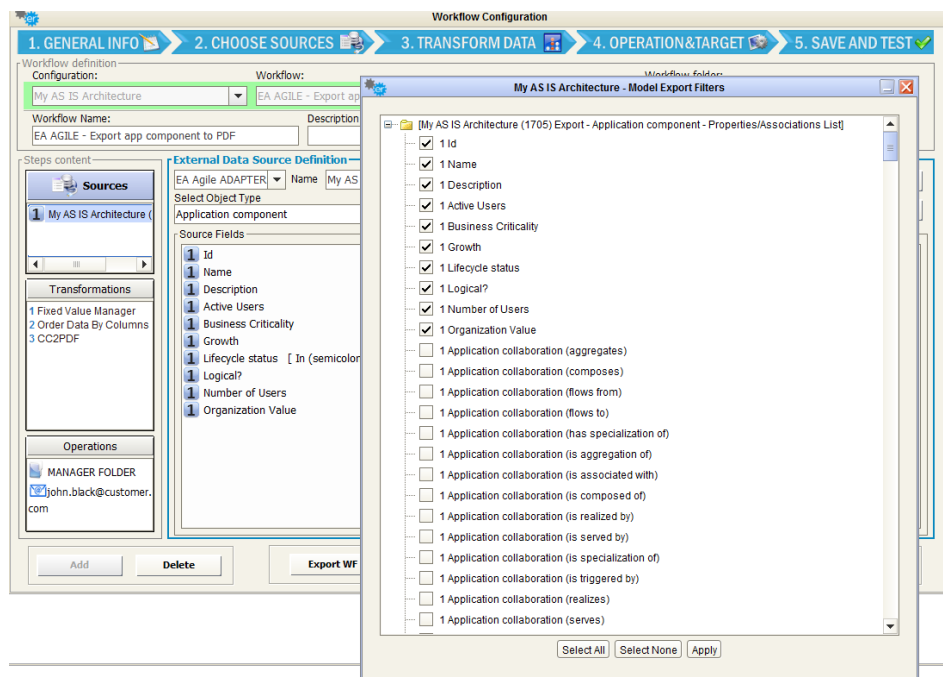 Workflow Configuration
1. GENERAL INFO
2. CHOOSE SOURCES
3. TRANSFORM DATA
4. OPERATION&TARGET
5. SAVE AND TEST
Workflow definition
Configuration:
Workflow:
Workflow folder:
My AS IS Architecture
EA AGILE - Export ap
Workflow Name:
Description
EA AGILE - Export app component to PDF
Steps content
Sources
1 My AS IS Architecture (
Transformations
1 Fixed Value Manager
2 Order Data By Columns
3 CC2PDF
Operations
MANAGER FOLDER
john.black@customer.
com
External Data Source Definition
EA Agile ADAPTER
Name
My AS
Select Object Type
Application component
Source Fields
1 Id
1 Name
1 Description
1 Active Users
1 Business Criticality
1 Growth
1 Lifecycle status [ In (semicolor
1 Logical?
1 Number of Users
1 Organization Value
Add
Delete
Export WF
My AS IS Architecture - Model Export Filters
[My AS IS Architecture (1705) Export - Application component - Properties/Associations List]
1 Id
1 Name
1 Description
1 Active Users
1 Business Criticality
1 Growth
1 Lifecycle status
1 Logical?
1 Number of Users
1 Organization Value
1 Application collaboration (aggregates)
1 Application collaboration (composes)
1 Application collaboration (flows from)
1 Application collaboration (flows to)
1 Application collaboration (has specialization of)
1 Application collaboration (is aggregation of)
1 Application collaboration (is associated with)
1 Application collaboration (is composed of)
1 Application collaboration (is realized by)
1 Application collaboration (is served by)
1 Application collaboration (is specialization of)
1 Application collaboration (is triggered by)
1 Application collaboration (realizes)
1 Application collaboration (serves)
Select All
Select None
Apply